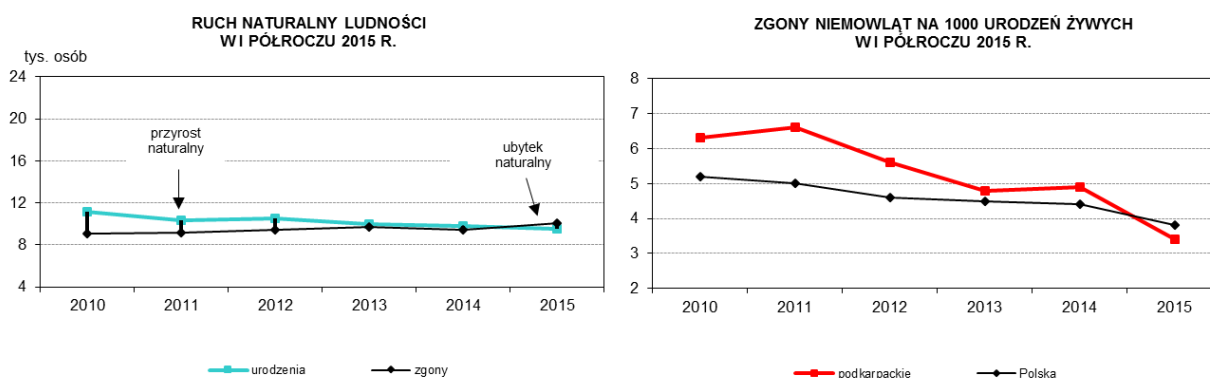 RUCH NATURALNY LUDNOŚCI
W I PÓŁROCZU 2015 R.
tys. osób
24
20
16
12
8
4
przyrost
naturalny
ubytek
naturalny
2010 2011 2012 2013 2014 2015
urodzenia zgony
ZGONY NIEMOWLĄT NA 1000 URODZEŃ ŻYWYCH
W I PÓŁROCZU 2015 R.
8
7
6
5
4
3
2
2010 2011 2012 2013 2014 2015
podkarpackie Polska